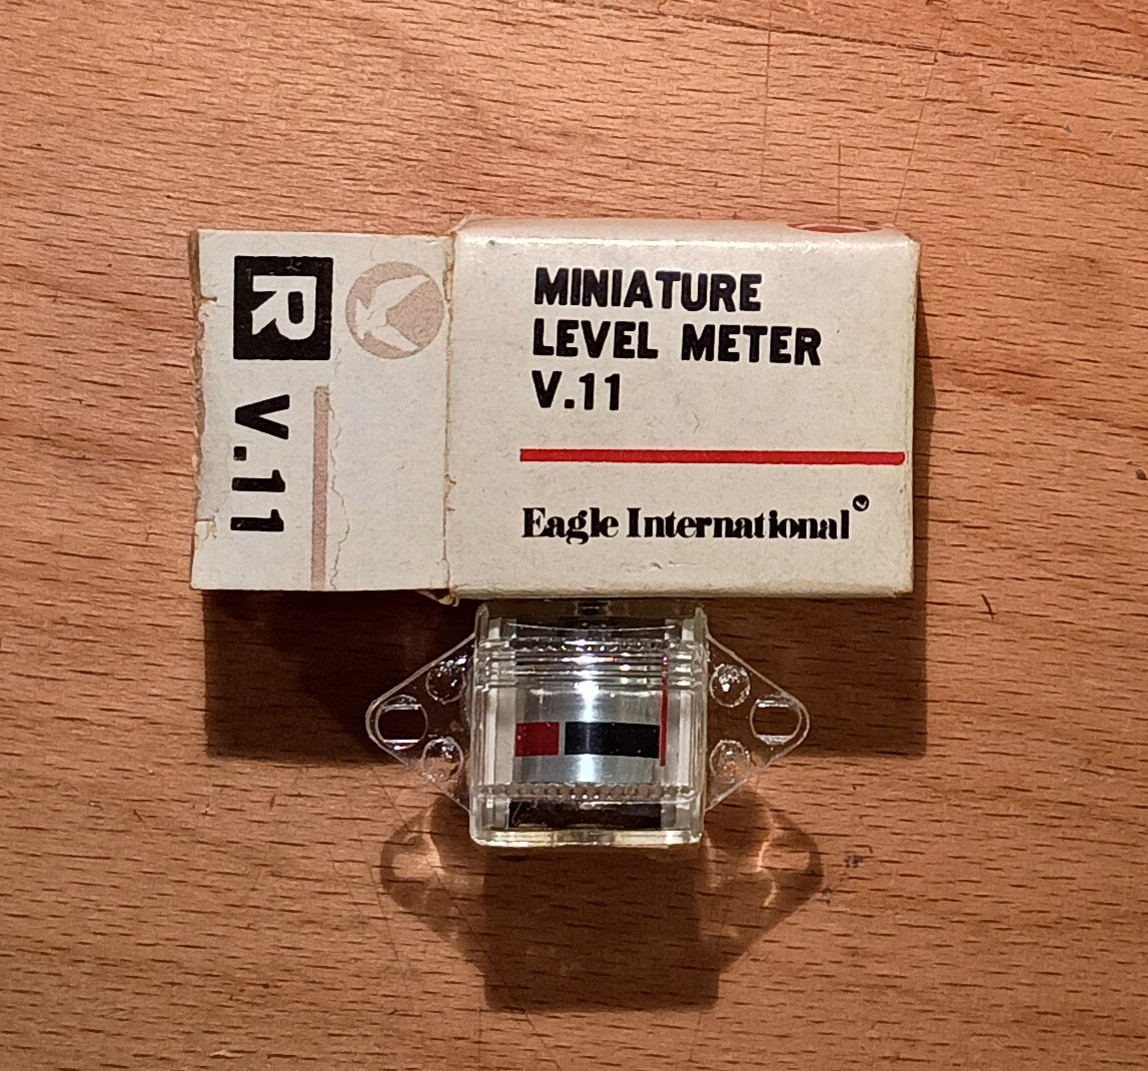 MINIATURE
LEVEL METER
V.11
Eagle International
R
V.11